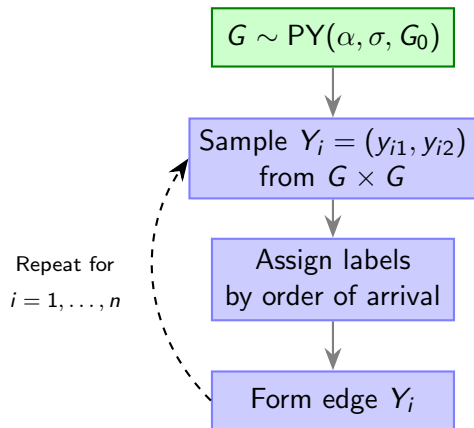 G ∼ PY(α, σ, G₀)
Sample Yᵢ = (yᵢ₁, yᵢ₂)
from G × G
Assign labels
by order of arrival
Repeat for
i = 1, . . . , n
Form edge Yᵢ